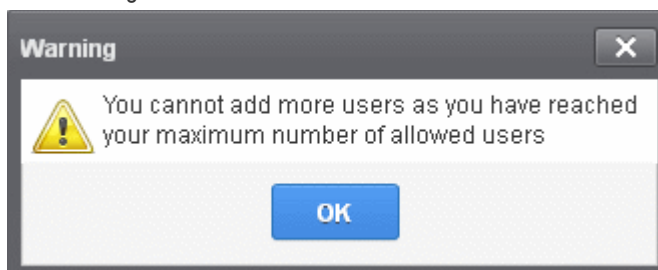 Warning
You cannot add more users as you have reached
your maximum number of allowed users
OK